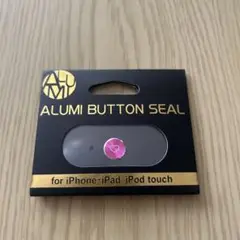 ALUMI
ALUMI BUTTON SEAL
for iPhone・iPad・iPod touch